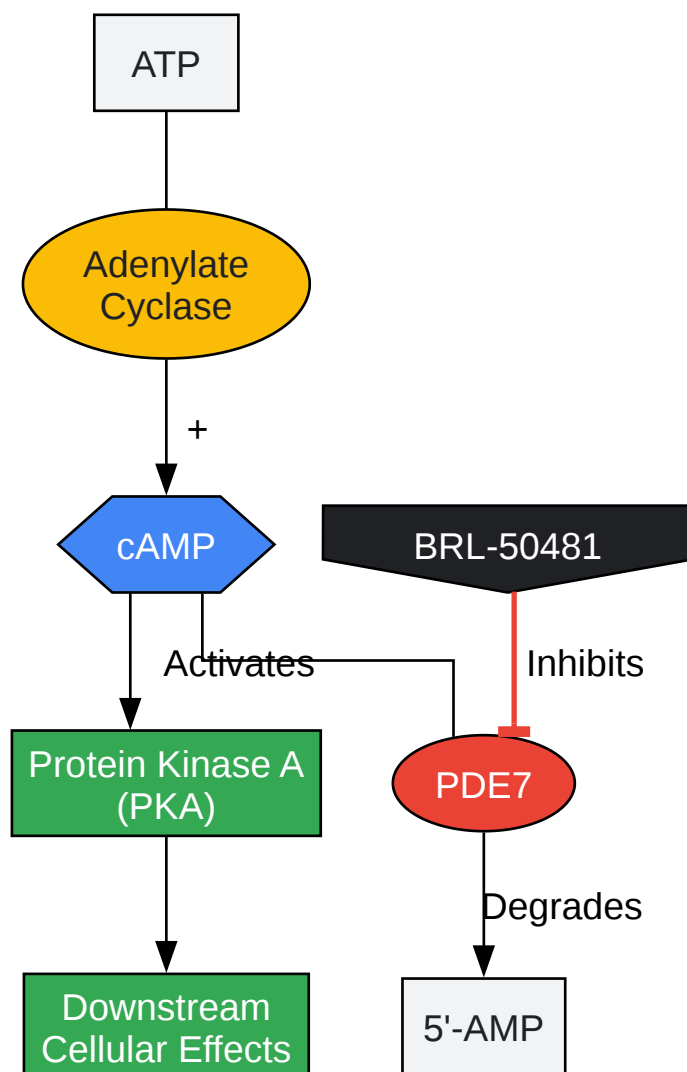 ATP
Adenylate
Cyclase
+
cAMP
BRL-50481
Activates
Inhibits
Protein Kinase A
(PKA)
PDE7
Degrades
Downstream
Cellular Effects
5'-AMP